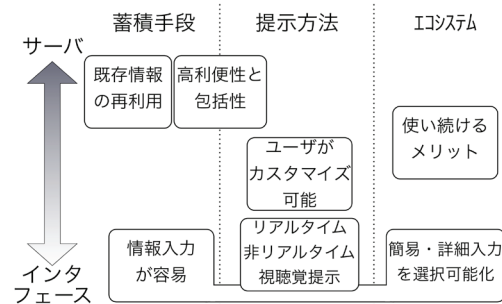 蓄積手段
提示方法
エコシステム
サーバ
既存情報
の再利用
高利便性と
包括性
使い続ける
メリット
ユーザが
カスタマイズ
可能
情報入力
が容易
リアルタイム
非リアルタイム
視聴覚提示
簡易・詳細入力
を選択可能化
インタ
フェース